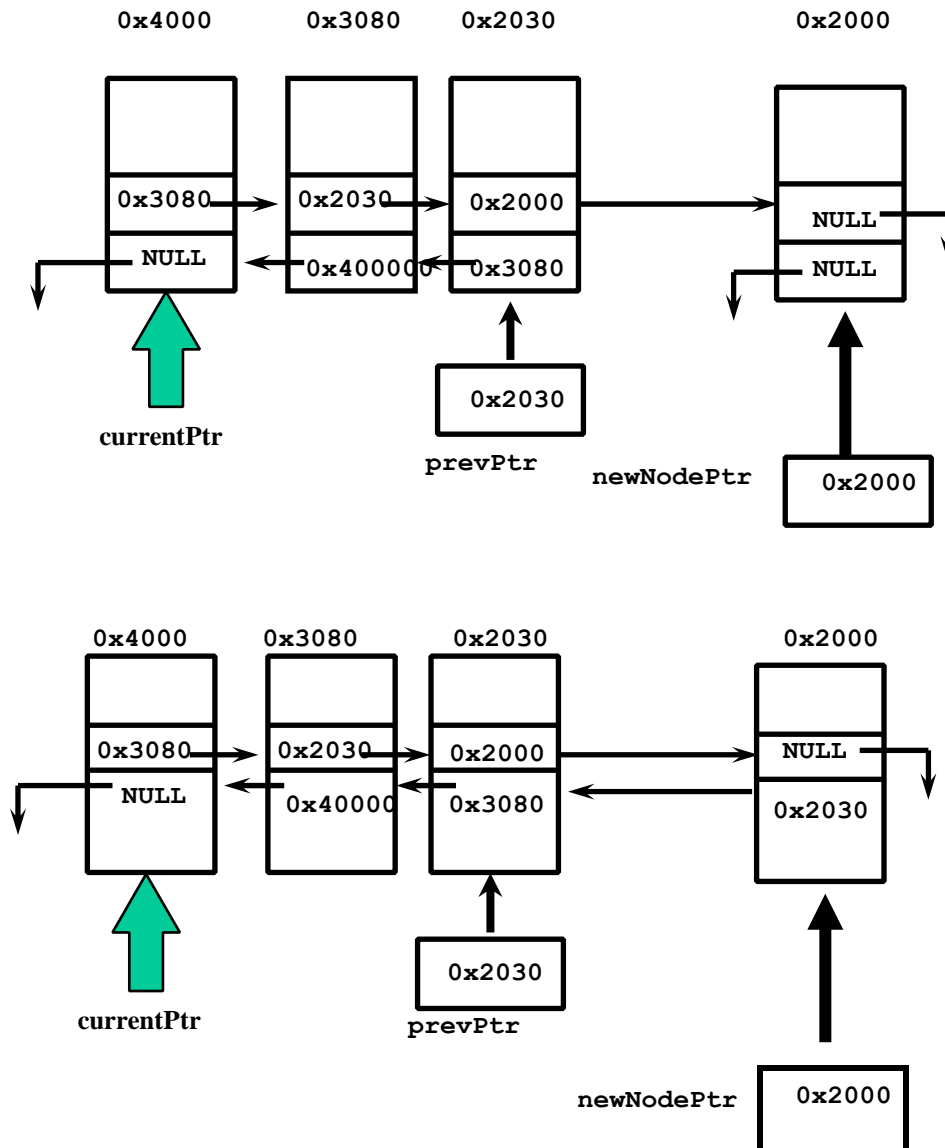 0x4000 0x3080 0x2030 0x2000
0x3080 0x2030 0x2000 NULL
NULL 0x400000 0x3080 NULL
0x2030
currentPtr
prevPtr
newNodePtr 0x2000
0x4000 0x3080 0x2030 0x2000
0x3080 0x2030 0x2000 NULL
NULL 0x40000 0x3080 0x2030
0x2030
currentPtr prevPtr
newNodePtr 0x2000